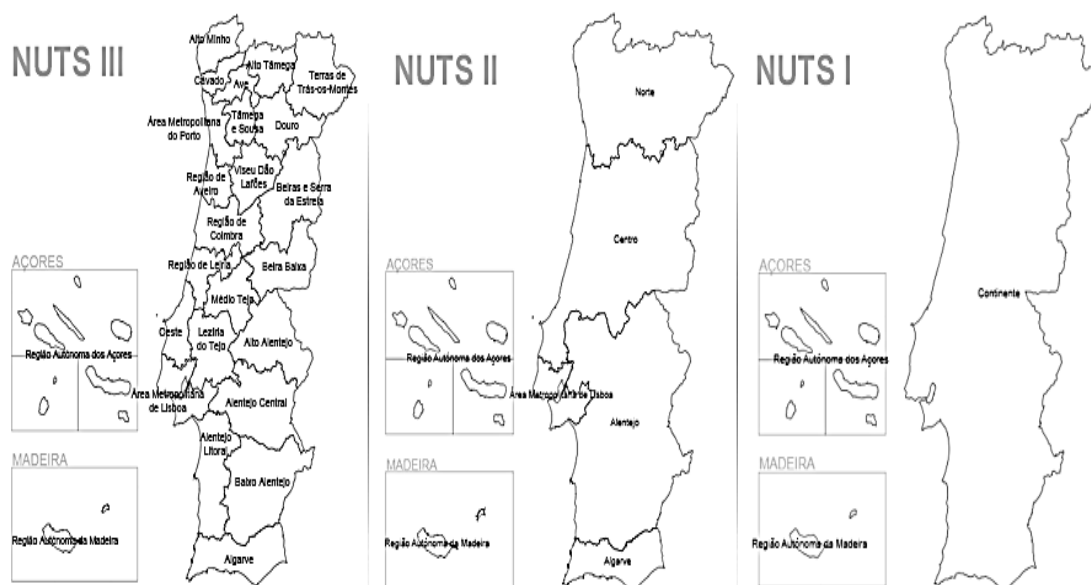 NUTS III
Alto Minho
Alto Tâmega
Terras de
Trás-os-Montes
Cávado
Ave
Área Metropolitana
do Porto
Tâmega
e Sousa
Douro
Região de
Aveiro
Viseu Dão
Lafões
Beiras e Serra
da Estrela
Região de
Coimbra
Região de Leiria
Beira Baixa
Médio Tejo
Oeste
Lezíria
do Tejo
Alto Alentejo
Área Metropolitana
de Lisboa
Alentejo Central
Alentejo
Litoral
Baixo Alentejo
Algarve
AÇORES
Região Autónoma dos Açores
MADEIRA
Região Autónoma da Madeira
NUTS II
Norte
Centro
Área Metropolitana de Lisboa
Alentejo
Algarve
AÇORES
Região Autónoma dos Açores
MADEIRA
Região Autónoma da Madeira
NUTS I
Continente
AÇORES
Região Autónoma dos Açores
MADEIRA
Região Autónoma da Madeira